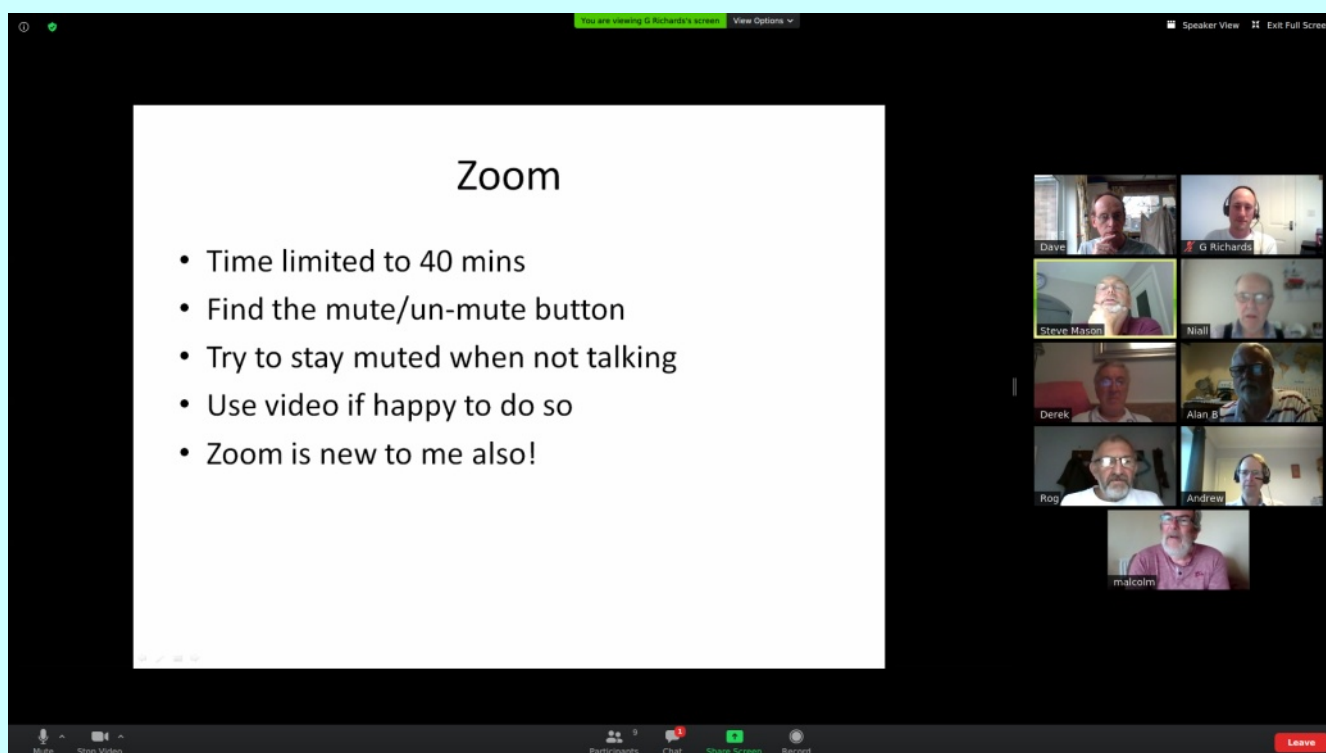 You are viewing G Richards's screen View Options
Speaker View Exit Full Scree
Zoom
• Time limited to 40 mins
• Find the mute/un-mute button
• Try to stay muted when not talking
• Use video if happy to do so
• Zoom is new to me also!
Dave G Richards
Steve Mason Niall
Derek Alan B
Rog Andrew
malcolm
9 1
Mute Stop Video Participants Chat Share Screen Record Leave